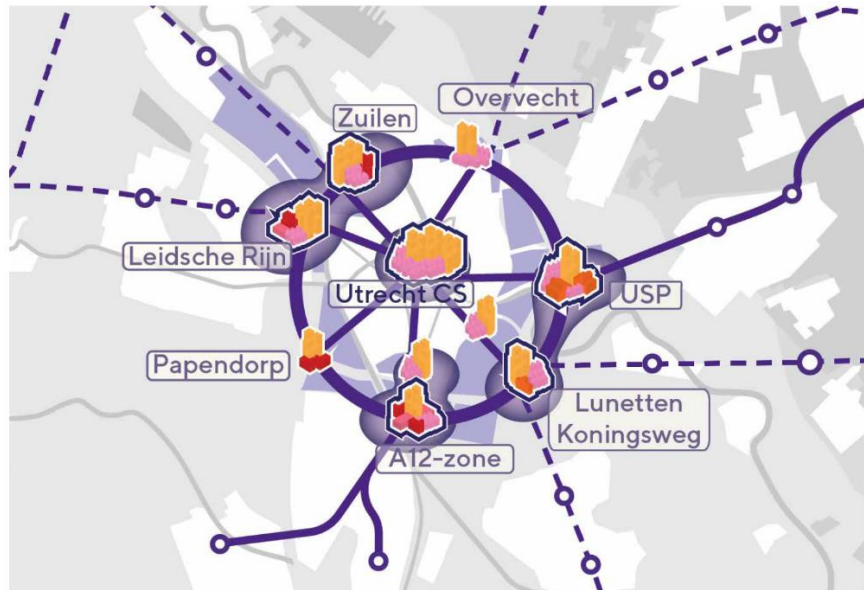 Overvecht
Zuilen
Leidsche Rijn
Utrecht CS
USP
Papendorp
Lunetten
Koningsweg
A12-zone